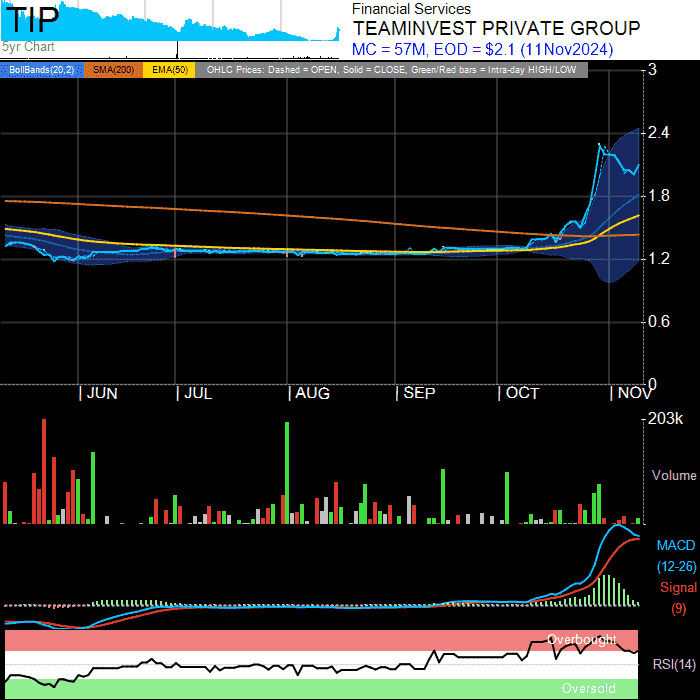 TIP
5yr Chart
Financial Services
TEAMINVEST PRIVATE GROUP
MC = 57M, EOD = $2.1 (11Nov2024)
BollBands(20,2) SMA(200) EMA(50) OHLC Prices: Dashed = OPEN, Solid = CLOSE, Green/Red bars = Intra-day HIGH/LOW
3
2.4
1.8
1.2
0.6
0
JUN JUL AUG SEP OCT NOV
203k
Volume
MACD
(12-26)
Signal
(9)
Overbought
RSI(14)
Oversold